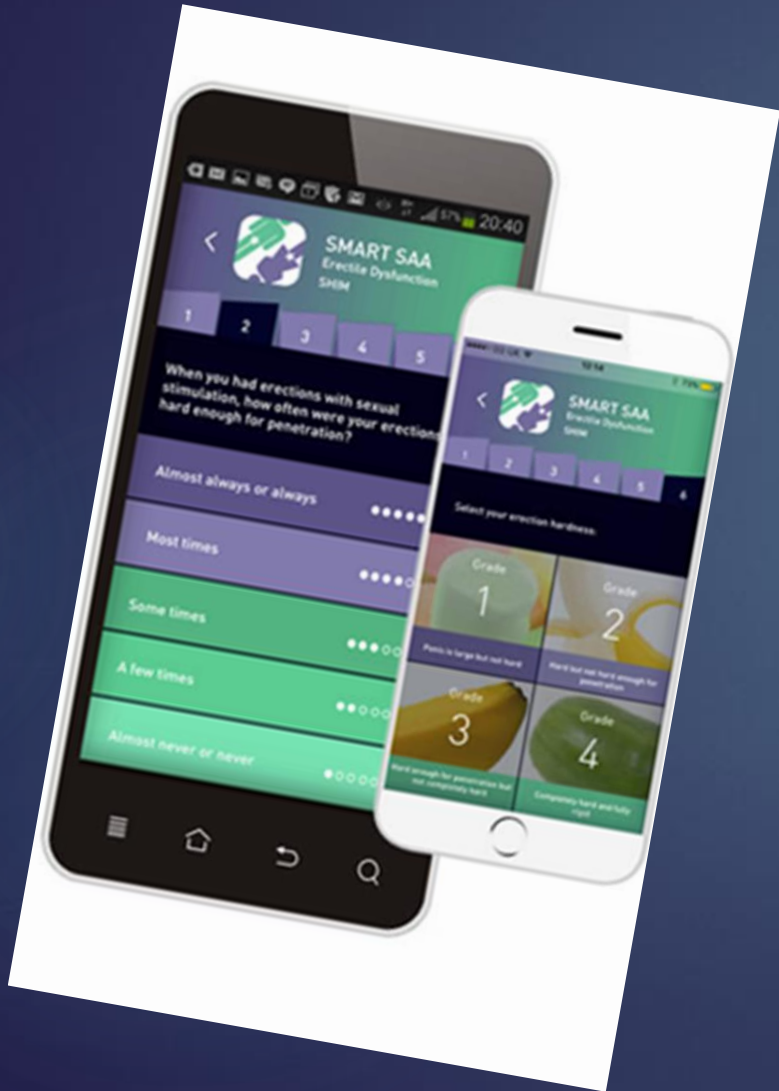 57% 20:40
SMART SAA
Erectile Dysfunction
SHIM
1 2 3 4 5
When you had erections with sexual
stimulation, how often were your erections
hard enough for penetration?
Almost always or always
Most times
Some times
A few times
Almost never or never
SMART SAA
Erectile Dysfunction
SHIM
1 2 3 4 5 6
Select your erection hardness:
Grade
1
Penis is large but not hard
Grade
2
Hard but not hard enough for
penetration
Grade
3
Hard enough for penetration but
not completely hard
Grade
4
Completely hard and fully
rigid